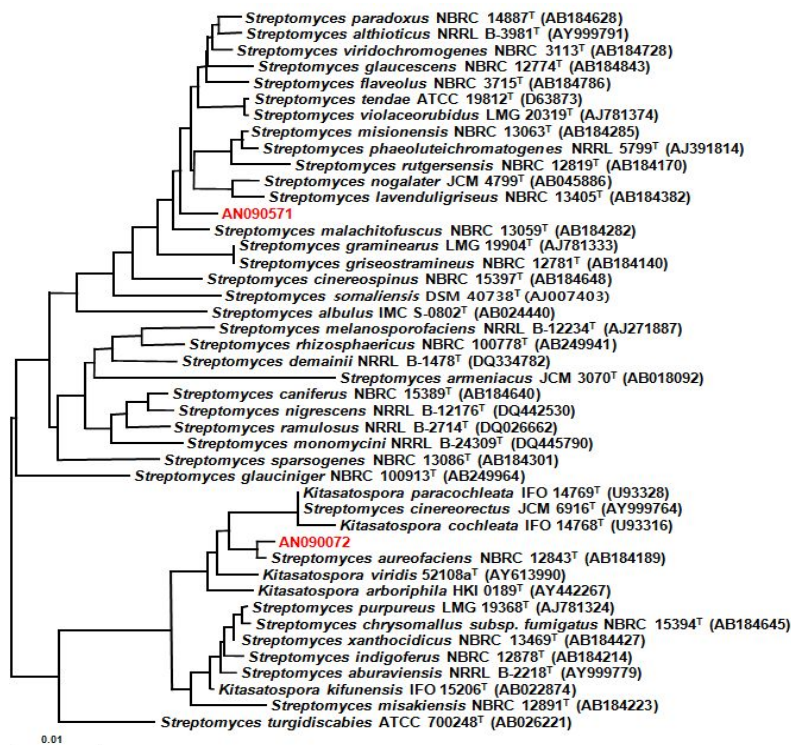 Streptomyces paradoxus NBRC 14887ᵀ (AB184628)
Streptomyces althioticus NRRL B-3981ᵀ (AY999791)
Streptomyces viridochromogenes NBRC 3113ᵀ (AB184728)
Streptomyces glaucescens NBRC 12774ᵀ (AB184843)
Streptomyces flaveolus NBRC 3715ᵀ (AB184786)
Streptomyces tendae ATCC 19812ᵀ (D63873)
Streptomyces violaceorubidus LMG 20319ᵀ (AJ781374)
Streptomyces misionensis NBRC 13063ᵀ (AB184285)
Streptomyces phaeoluteichromatogenes NRRL 5799ᵀ (AJ391814)
Streptomyces rutgersensis NBRC 12819ᵀ (AB184170)
Streptomyces nogalater JCM 4799ᵀ (AB045886)
Streptomyces lavenduligriseus NBRC 13405ᵀ (AB184382)
AN090571
Streptomyces malachitofuscus NBRC 13059ᵀ (AB184282)
Streptomyces graminearus LMG 19904ᵀ (AJ781333)
Streptomyces griseostramineus NBRC 12781ᵀ (AB184140)
Streptomyces cinereospinus NBRC 15397ᵀ (AB184648)
Streptomyces somaliensis DSM 40738ᵀ (AJ007403)
Streptomyces albulus IMC S-0802ᵀ (AB024440)
Streptomyces melanosporofaciens NRRL B-12234ᵀ (AJ271887)
Streptomyces rhizosphaericus NBRC 100778ᵀ (AB249941)
Streptomyces demainii NRRL B-1478ᵀ (DQ334782)
Streptomyces armeniacus JCM 3070ᵀ (AB018092)
Streptomyces caniferus NBRC 15389ᵀ (AB184640)
Streptomyces nigrescens NRRL B-12176ᵀ (DQ442530)
Streptomyces ramulosus NRRL B-2714ᵀ (DQ026662)
Streptomyces monomycini NRRL B-24309ᵀ (DQ445790)
Streptomyces sparsogenes NBRC 13086ᵀ (AB184301)
Streptomyces glauciniger NBRC 100913ᵀ (AB249964)
Kitasatospora paracochleata IFO 14769ᵀ (U93328)
Streptomyces cinereorectus JCM 6916ᵀ (AY999764)
Kitasatospora cochleata IFO 14768ᵀ (U93316)
AN090072
Streptomyces aureofaciens NBRC 12843ᵀ (AB184189)
Kitasatospora viridis 52108aᵀ (AY613990)
Kitasatospora arboriphila HKI 0189ᵀ (AY442267)
Streptomyces purpureus LMG 19368ᵀ (AJ781324)
Streptomyces chrysomallus subsp. fumigatus NBRC 15394ᵀ (AB184645)
Streptomyces xanthocidicus NBRC 13469ᵀ (AB184427)
Streptomyces indigoferus NBRC 12878ᵀ (AB184214)
Streptomyces aburaviensis NRRL B-2218ᵀ (AY999779)
Kitasatospora kifunensis IFO 15206ᵀ (AB022874)
Streptomyces misakiensis NBRC 12891ᵀ (AB184223)
Streptomyces turgidiscabies ATCC 700248ᵀ (AB026221)
0.01